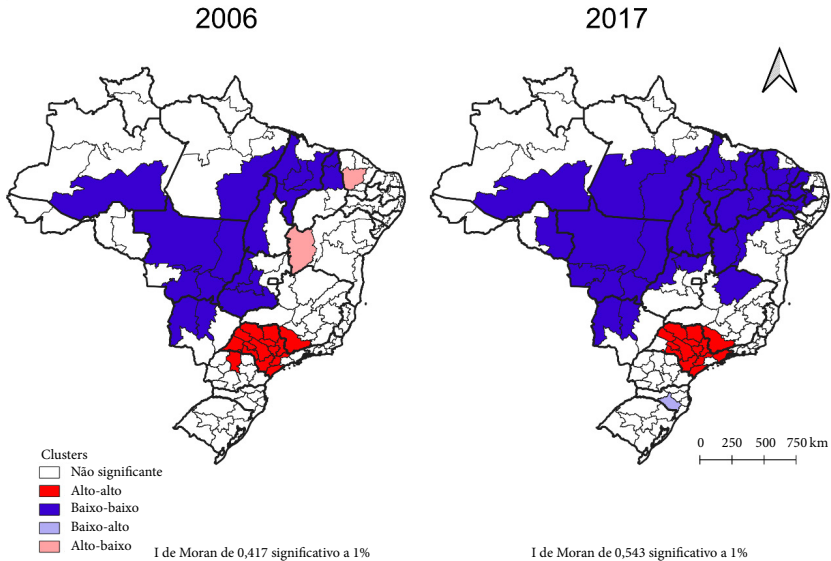 2006
2017
0 250 500 750 km
Clusters
Não significante
Alto-alto
Baixo-baixo
Baixo-alto
Alto-baixo
I de Moran de 0,417 significativo a 1%
I de Moran de 0,543 significativo a 1%